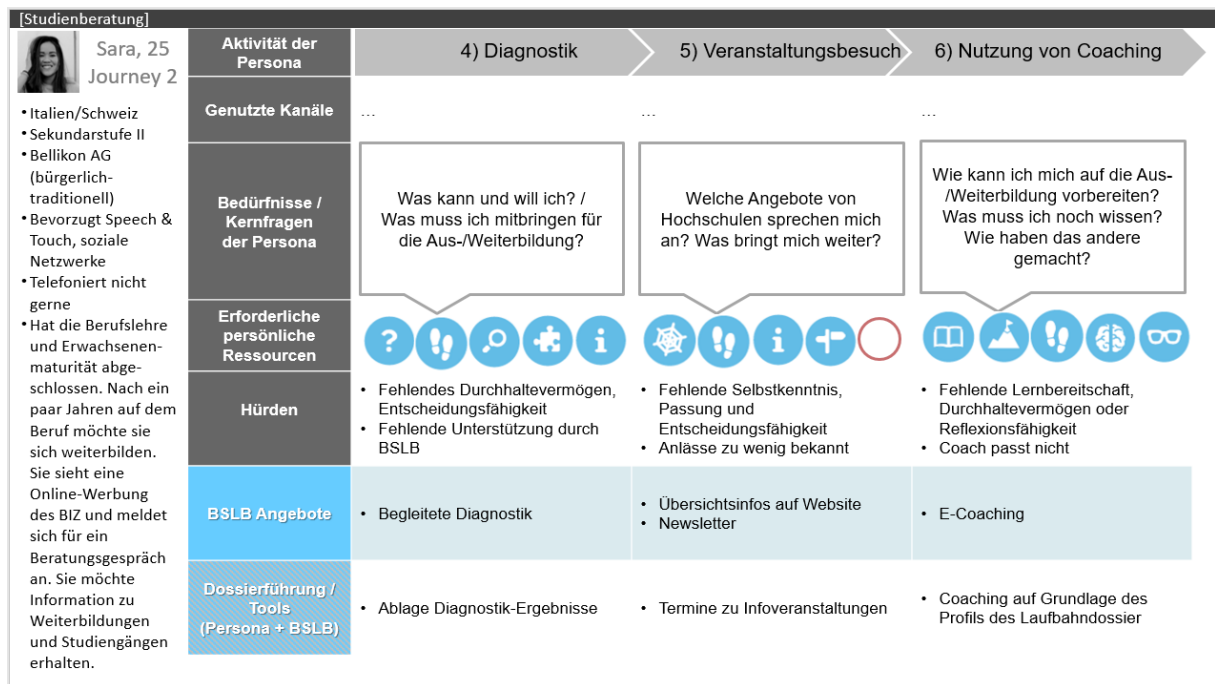 [Studienberatung]
Sara, 25
Journey 2
• Italien/Schweiz
• Sekundarstufe II
• Bellikon AG
(bürgerlich-
traditionell)
• Bevorzugt Speech &
Touch, soziale
Netzwerke
• Telefoniert nicht
gerne
• Hat die Berufslehre
und Erwachsenen-
maturität abge-
schlossen. Nach ein
paar Jahren auf dem
Beruf möchte sie
sich weiterbilden.
Sie sieht eine
Online-Werbung
des BIZ und meldet
sich für ein
Beratungsgespräch
an. Sie möchte
Information zu
Weiterbildungen
und Studiengängen
erhalten.
Aktivität der
Persona
4) Diagnostik
5) Veranstaltungsbesuch
6) Nutzung von Coaching
Genutzte Kanäle
...
...
...
Bedürfnisse /
Kernfragen
der Persona
Was kann und will ich? /
Was muss ich mitbringen für
die Aus-/Weiterbildung?
Welche Angebote von
Hochschulen sprechen mich
an? Was bringt mich weiter?
Wie kann ich mich auf die Aus-
/Weiterbildung vorbereiten?
Was muss ich noch wissen?
Wie haben das andere
gemacht?
Erforderliche
persönliche
Ressourcen
?
i
i
Hürden
• Fehlendes Durchhaltevermögen,
Entscheidungsfähigkeit
• Fehlende Unterstützung durch
BSLB
• Fehlende Selbstkenntnis,
Passung und
Entscheidungsfähigkeit
• Anlässe zu wenig bekannt
• Fehlende Lernbereitschaft,
Durchhaltevermögen oder
Reflexionsfähigkeit
• Coach passt nicht
BSLB Angebote
• Begleitete Diagnostik
• Übersichtsinfos auf Website
• Newsletter
• E-Coaching
Dossierführung /
Tools
(Persona + BSLB)
• Ablage Diagnostik-Ergebnisse
• Termine zu Infoveranstaltungen
• Coaching auf Grundlage des
Profils des Laufbahndossier